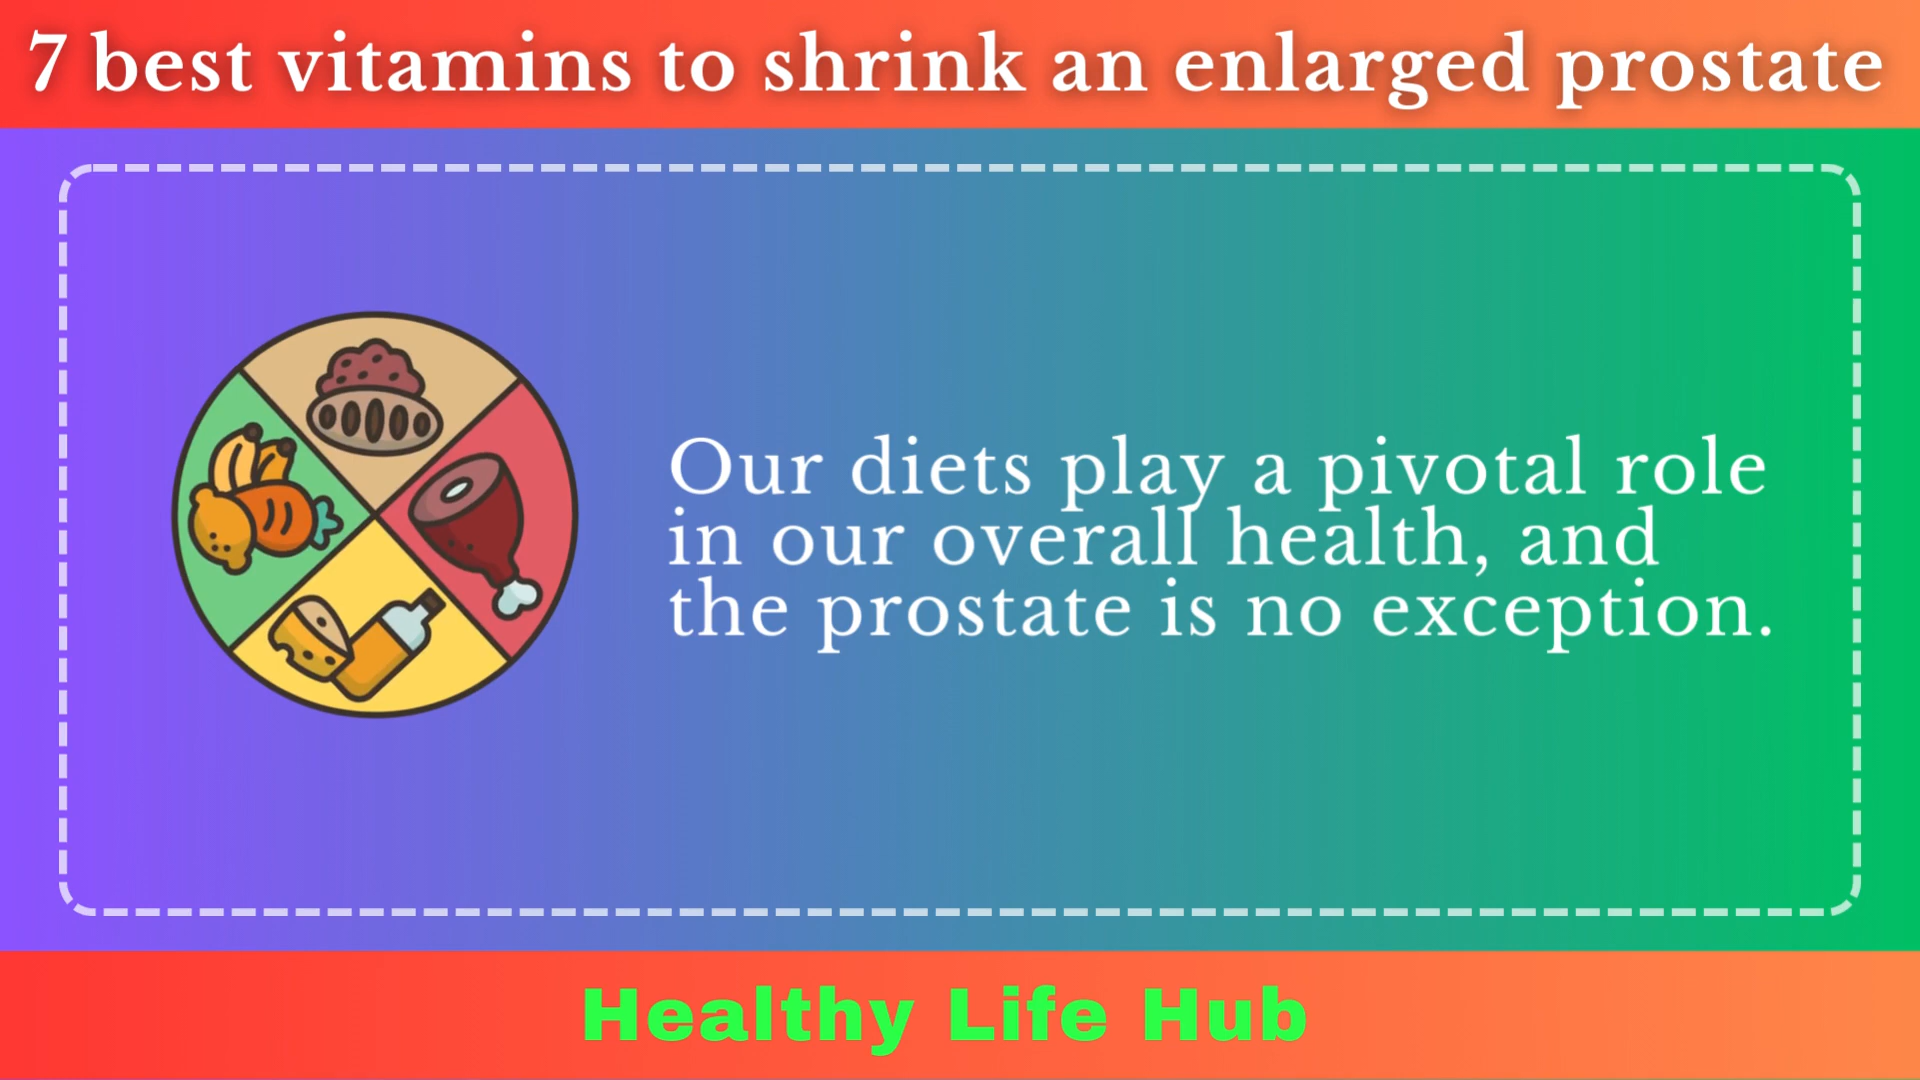 7 best vitamins to shrink an enlarged prostate
Our diets play a pivotal role
in our overall health, and
the prostate is no exception.
Healthy Life Hub